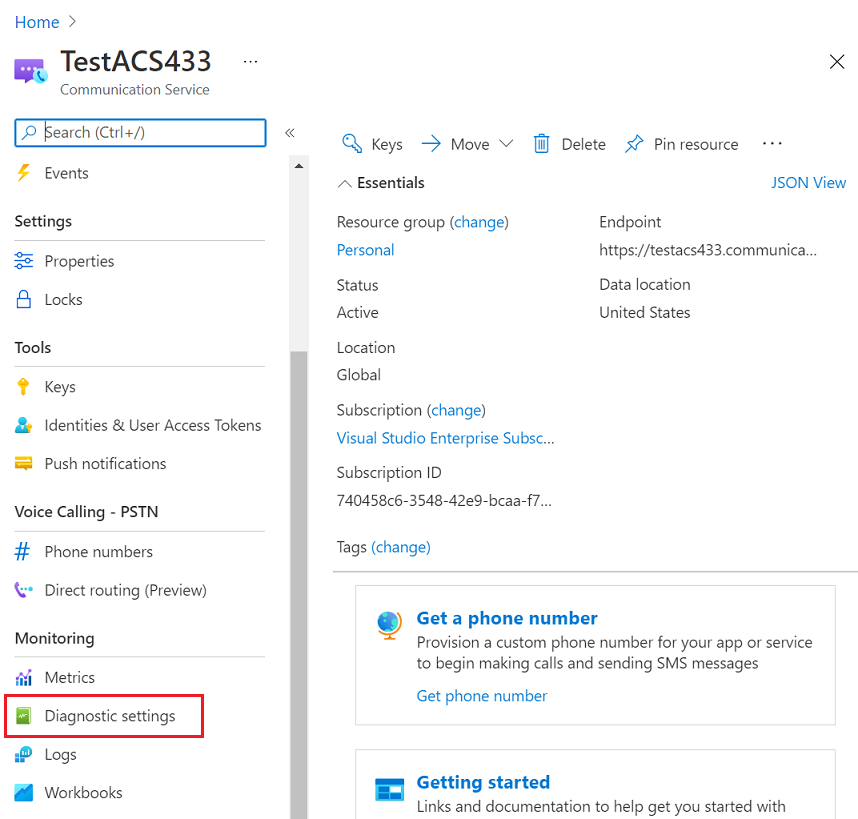 Home
TestACS433
Communication Service
Search (Ctrl+/)
Events
Settings
Properties
Locks
Tools
Keys
Identities & User Access Tokens
Push notifications
Voice Calling - PSTN
Phone numbers
Direct routing (Preview)
Monitoring
Metrics
Diagnostic settings
Logs
Workbooks
Keys Move Delete Pin resource
Essentials JSON View
Resource group (change)
Personal
Status
Active
Location
Global
Subscription (change)
Visual Studio Enterprise Subsc...
Subscription ID
740458c6-3548-42e9-bcaa-f7...
Endpoint
https://testacs433.communica...
Data location
United States
Tags (change)
Get a phone number
Provision a custom phone number for your app or service
to begin making calls and sending SMS messages
Get phone number
Getting started
Links and documentation to help get you started with